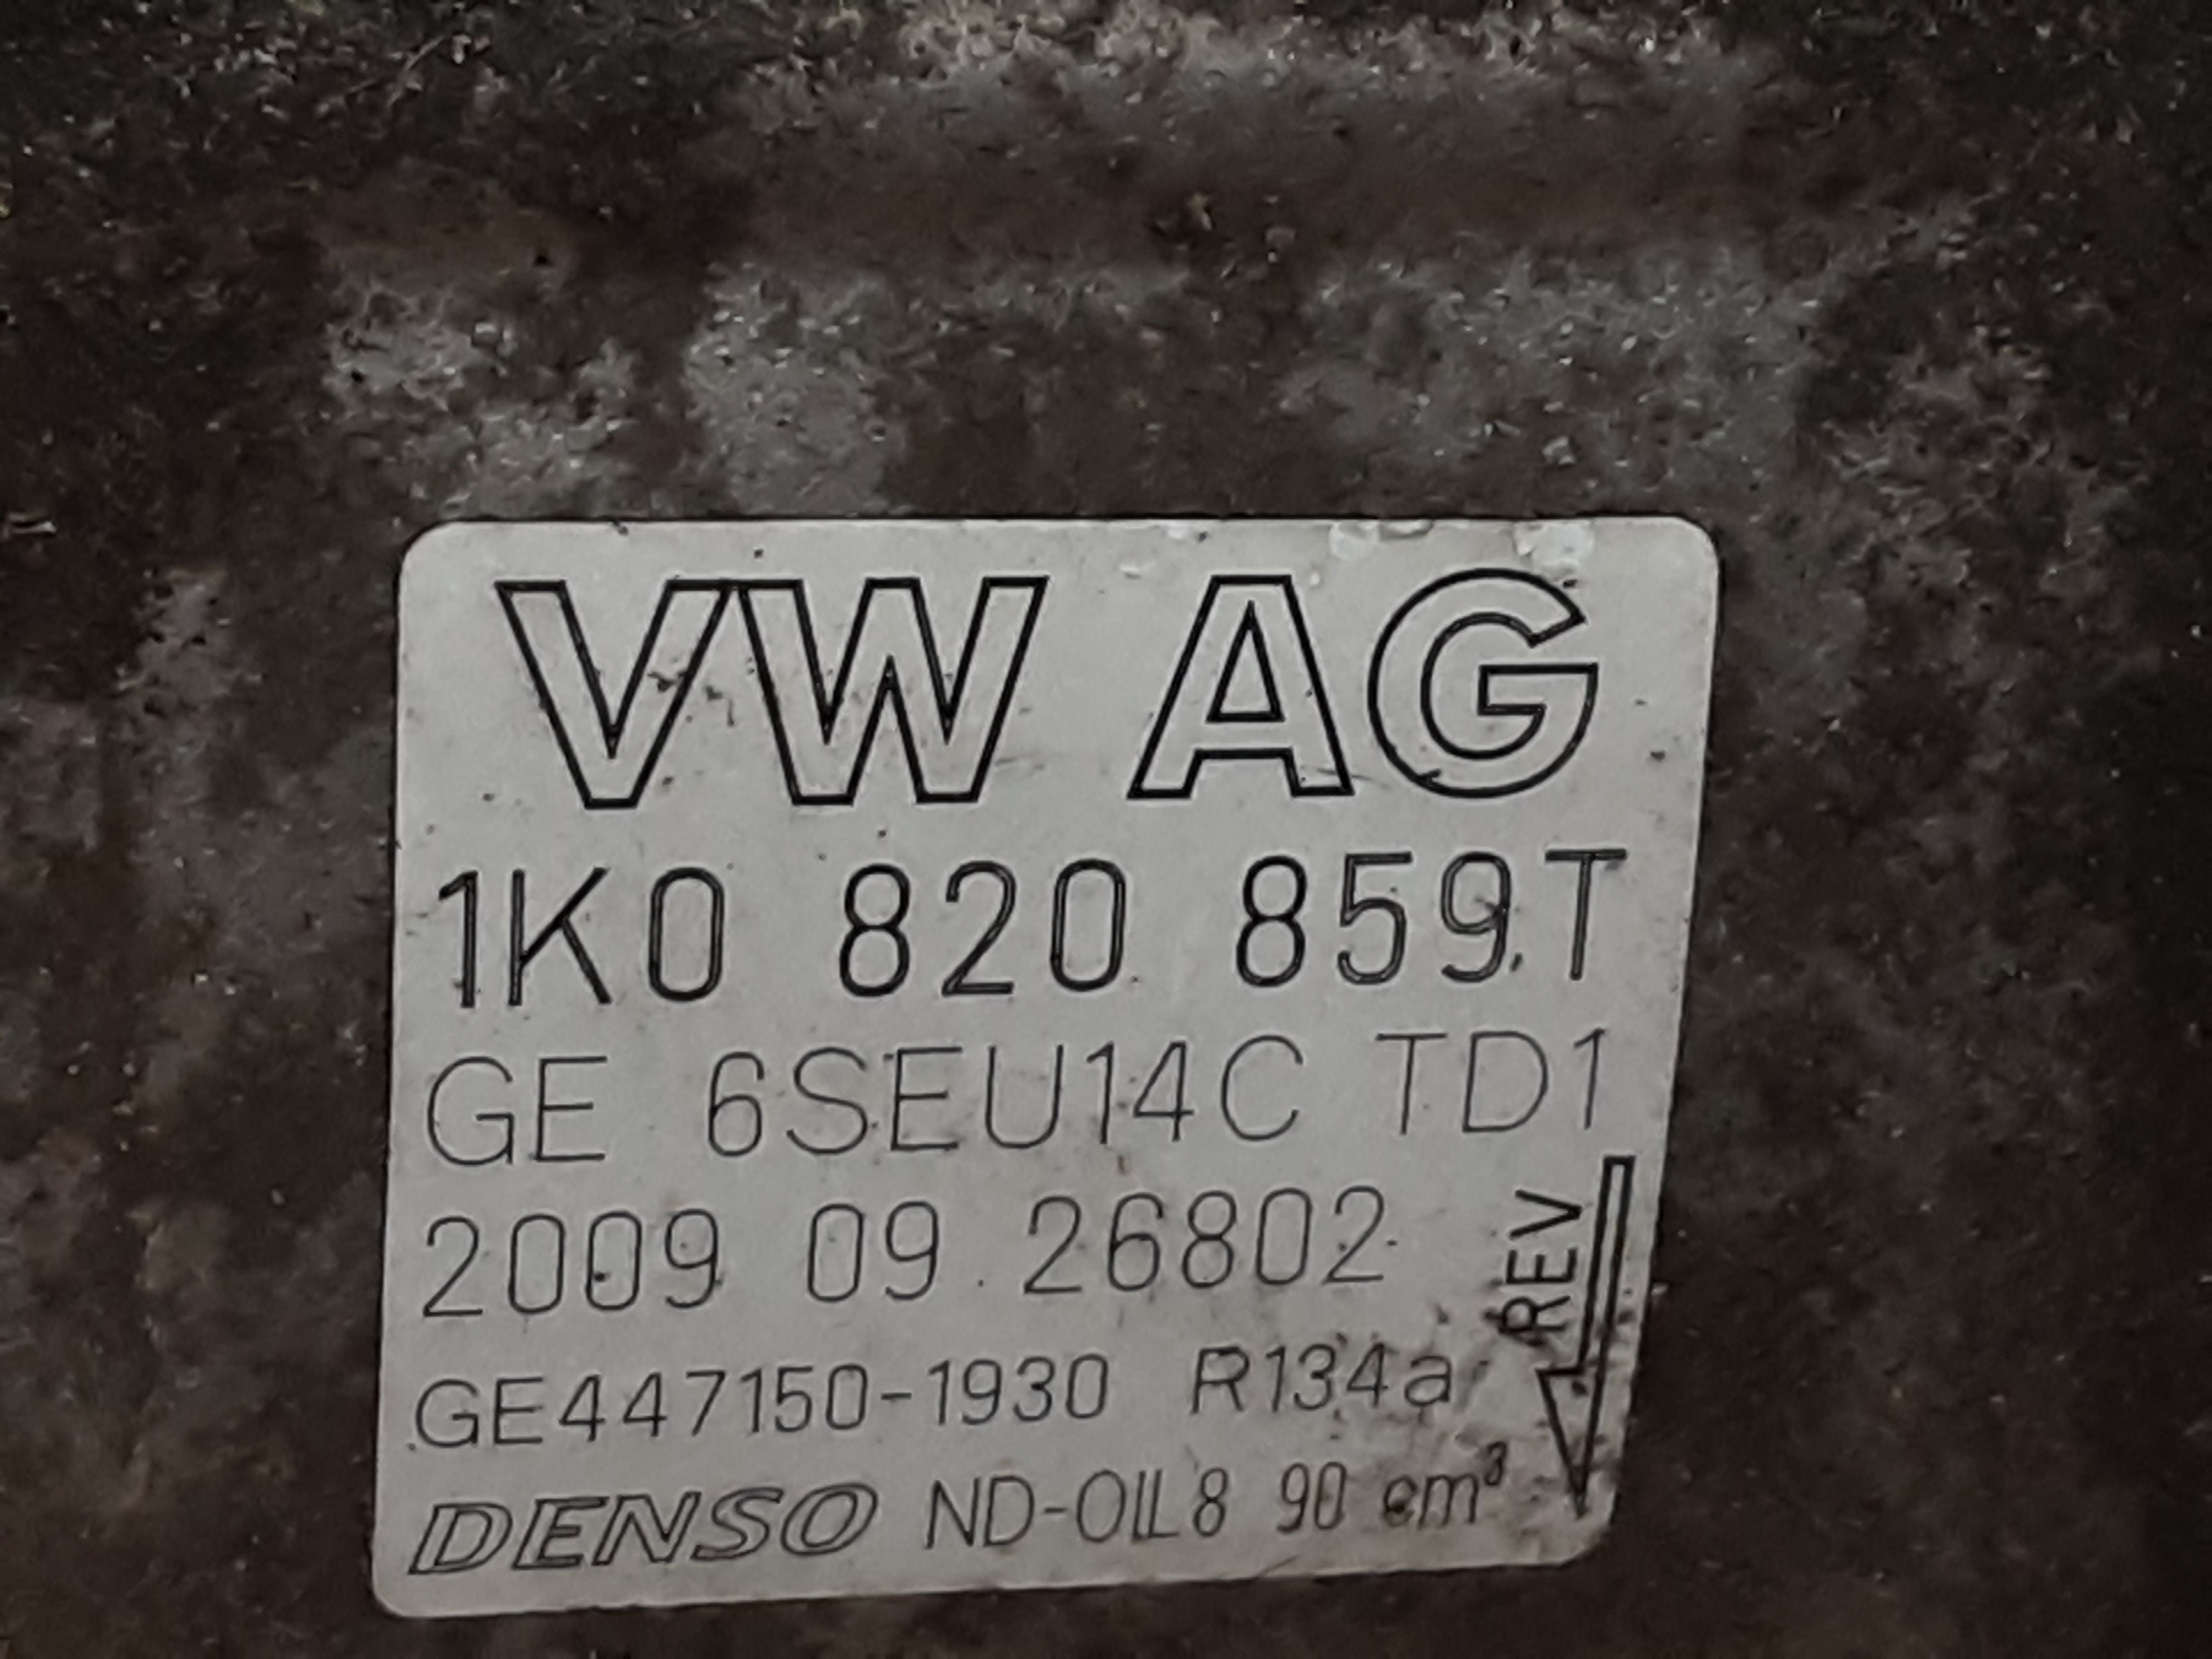 VW AG
1K0 820 859 T
GE 6SEU14C TD1
2009 09 26802
REV
GE447150-1930 R134a
DENSO ND-OIL8 90 cm³